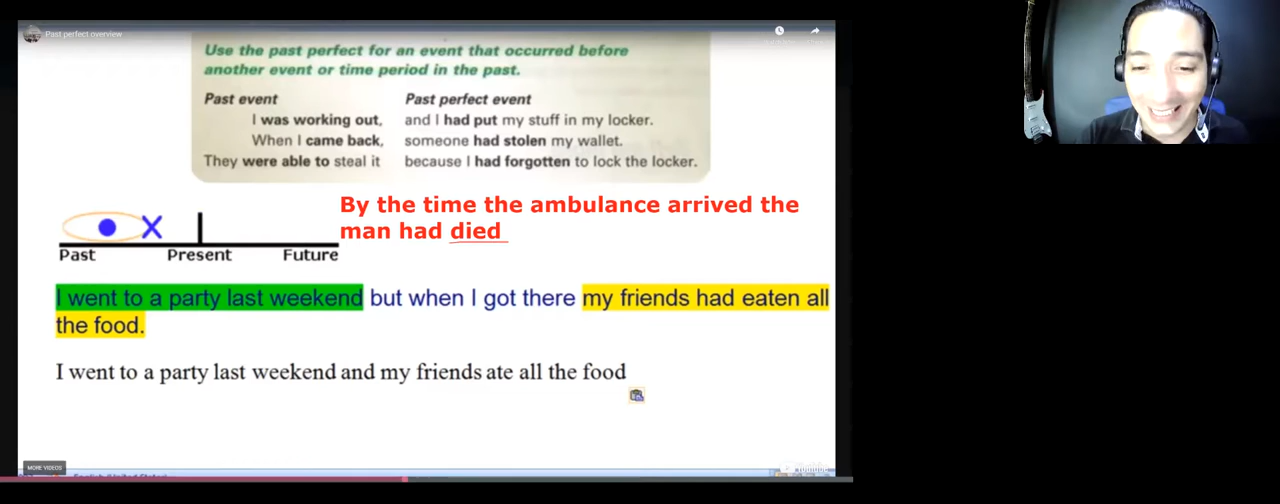 Past perfect overview
Use the past perfect for an event that occurred before
another event or time period in the past.
Past event Past perfect event
I was working out, and I had put my stuff in my locker.
When I came back, someone had stolen my wallet.
They were able to steal it because I had forgotten to lock the locker.
By the time the ambulance arrived the
man had died
Past Present Future
I went to a party last weekend but when I got there my friends had eaten all
the food.
I went to a party last weekend and my friends ate all the food
MORE VIDEOS
YouTube
English (United States)